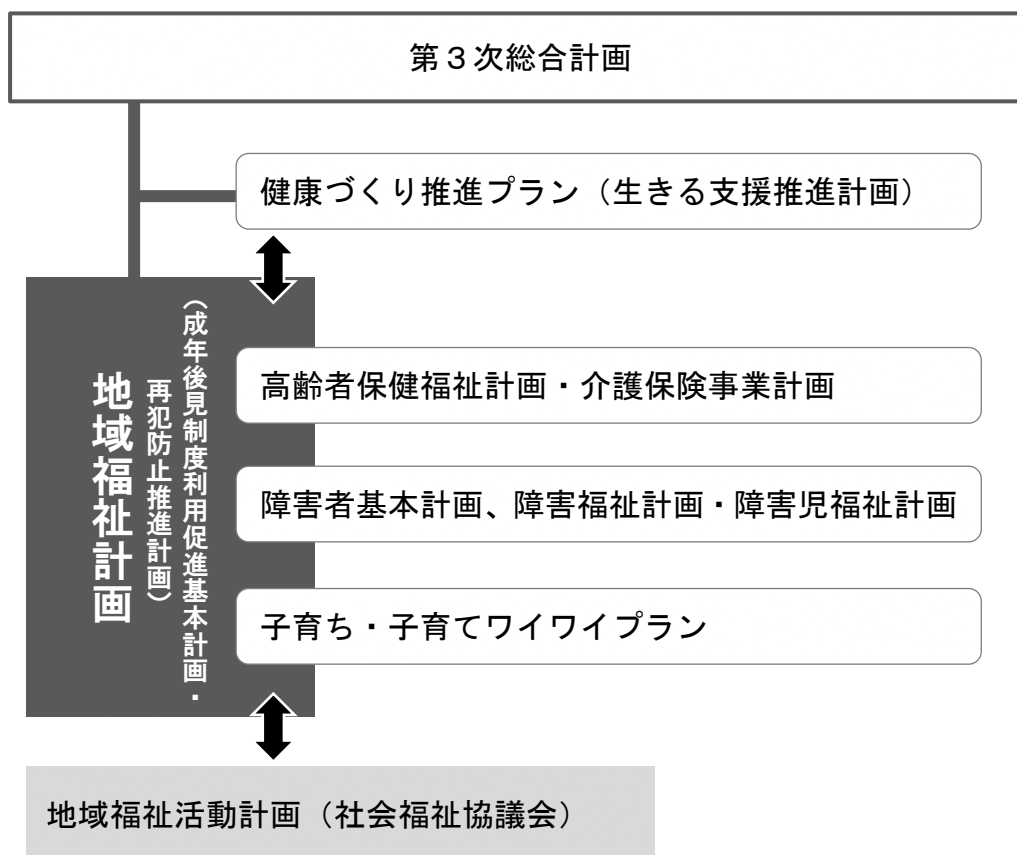 第３次総合計画
健康づくり推進プラン（生きる支援推進計画）
地域福祉計画
（成年後見制度利用促進基本計画・
再犯防止推進計画）
高齢者保健福祉計画・介護保険事業計画
障害者基本計画、障害福祉計画・障害児福祉計画
子育ち・子育てワイワイプラン
地域福祉活動計画（社会福祉協議会）